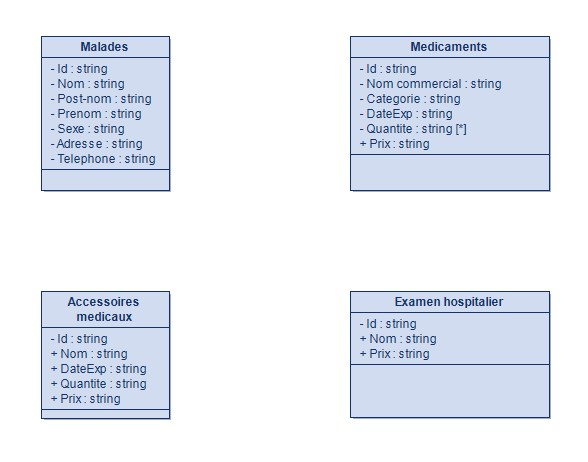 Malades
- Id : string
- Nom : string
- Post-nom : string
- Prenom : string
- Sexe : string
- Adresse : string
- Telephone : string
Medicaments
- Id : string
- Nom commercial : string
- Categorie : string
- DateExp : string
- Quantite : string [*]
+ Prix : string
Accessoires
medicaux
- Id : string
+ Nom : string
+ DateExp : string
+ Quantite : string
+ Prix : string
Examen hospitalier
- Id : string
+ Nom : string
+ Prix : string